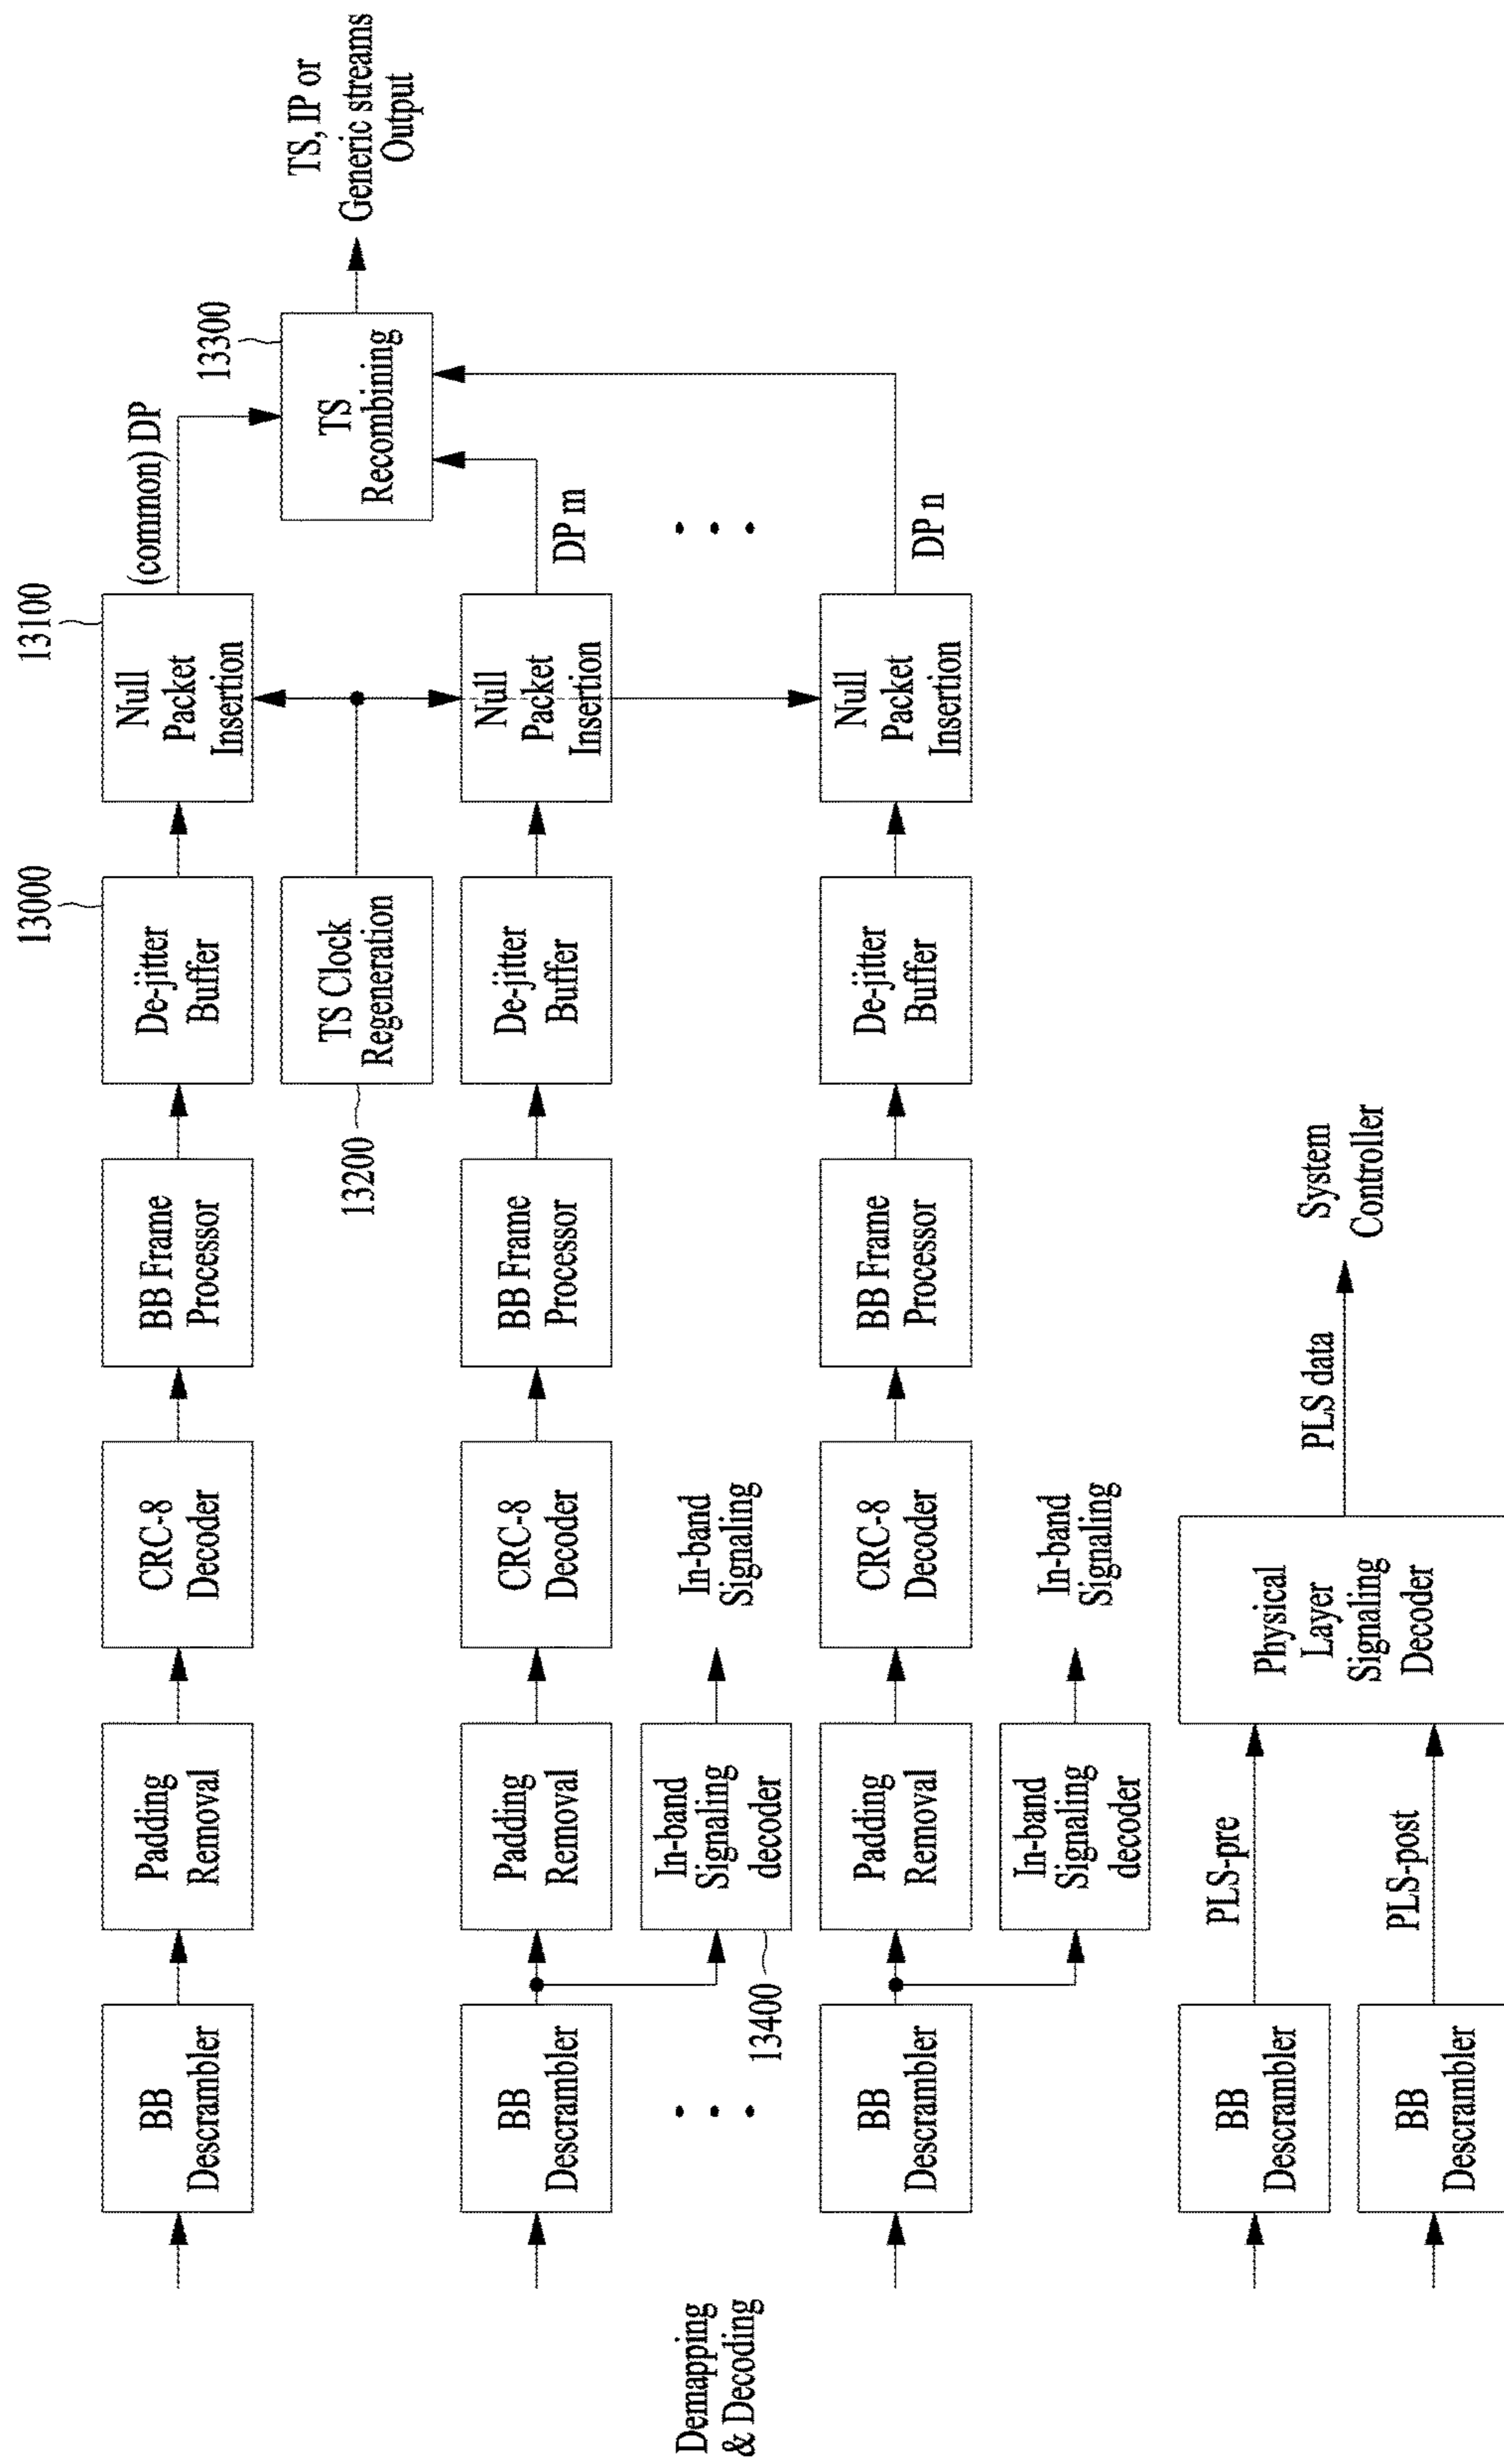 Demapping
& Decoding
BB
Descrambler
Padding
Removal
CRC-8
Decoder
BB Frame
Processor
13000
De-jitter
Buffer
13100
Null
Packet
Insertion
(common) DP
13200
TS Clock
Regeneration
13300
TS
Recombining
TS, IP or
Generic streams
Output
BB
Descrambler
Padding
Removal
CRC-8
Decoder
BB Frame
Processor
De-jitter
Buffer
Null
Packet
Insertion
DP m
13400
In-band
Signaling
decoder
In-band
Signaling
BB
Descrambler
Padding
Removal
CRC-8
Decoder
BB Frame
Processor
De-jitter
Buffer
Null
Packet
Insertion
DP n
In-band
Signaling
decoder
In-band
Signaling
BB
Descrambler
PLS-pre
BB
Descrambler
PLS-post
Physical
Layer
Signaling
Decoder
PLS data
System
Controller